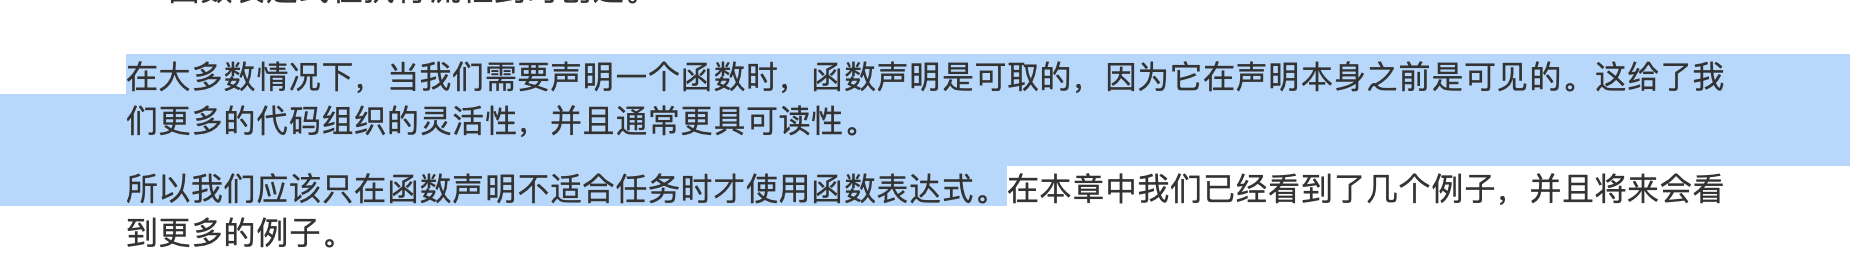 在大多数情况下，当我们需要声明一个函数时，函数声明是可取的，因为它在声明本身之前是可见的。这给了我
们更多的代码组织的灵活性，并且通常更具可读性。
所以我们应该只在函数声明不适合任务时才使用函数表达式。在本章中我们已经看到了几个例子，并且将来会看
到更多的例子。